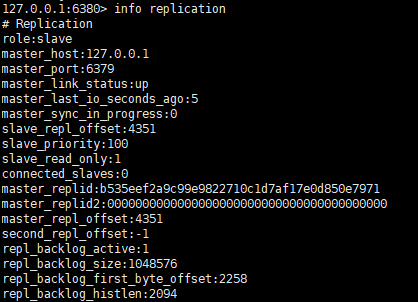 127.0.0.1:6380> info replication
# Replication
role:slave
master_host:127.0.0.1
master_port:6379
master_link_status:up
master_last_io_seconds_ago:5
master_sync_in_progress:0
slave_repl_offset:4351
slave_priority:100
slave_read_only:1
connected_slaves:0
master_replid:b535eef2a9c99e9822710c1d7af17e0d850e7971
master_replid2:0000000000000000000000000000000000000000
master_repl_offset:4351
second_repl_offset:-1
repl_backlog_active:1
repl_backlog_size:1048576
repl_backlog_first_byte_offset:2258
repl_backlog_histlen:2094